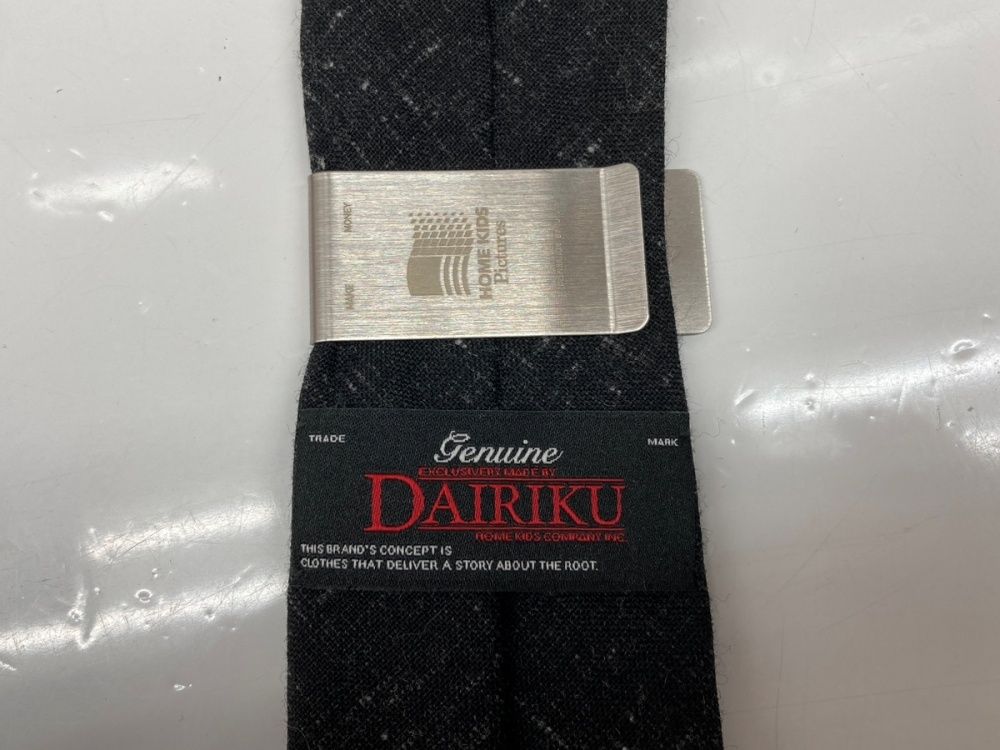 MAKE MONEY
HOME KIDS
Pictures
TRADE MARK
Genuine
EXCLUSIVERY MADE BY
DAIRIKU
HOME KIDS COMPANY INC.
THIS BRAND'S CONCEPT IS
CLOTHES THAT DELIVER A STORY ABOUT THE ROOT.